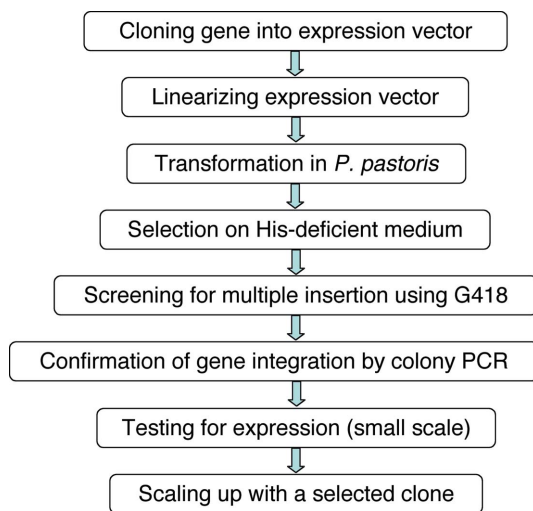 Cloning gene into expression vector
Linearizing expression vector
Transformation in P. pastoris
Selection on His-deficient medium
Screening for multiple insertion using G418
Confirmation of gene integration by colony PCR
Testing for expression (small scale)
Scaling up with a selected clone